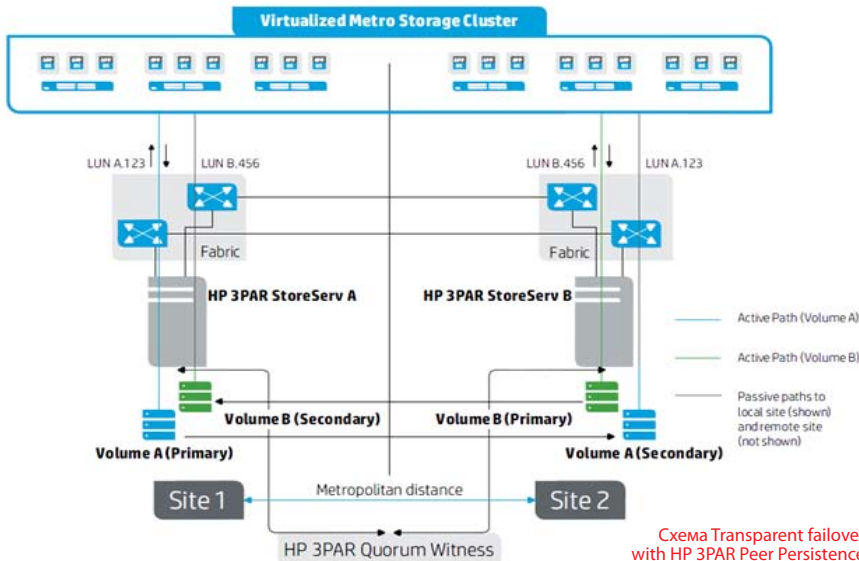 Virtualized Metro Storage Cluster
LUN A.123
LUN B.456
LUN B.456
LUN A.123
Fabric
Fabric
HP 3PAR StoreServ A
HP 3PAR StoreServ B
Active Path (Volume A)
Active Path (Volume B)
Passive paths to
local site (shown)
and remote site
(not shown)
Volume B (Secondary)
Volume B (Primary)
Volume A (Primary)
Volume A (Secondary)
Site 1
Metropolitan distance
Site 2
HP 3PAR Quorum Witness
Схема Transparent failove
with HP 3PAR Peer Persistence